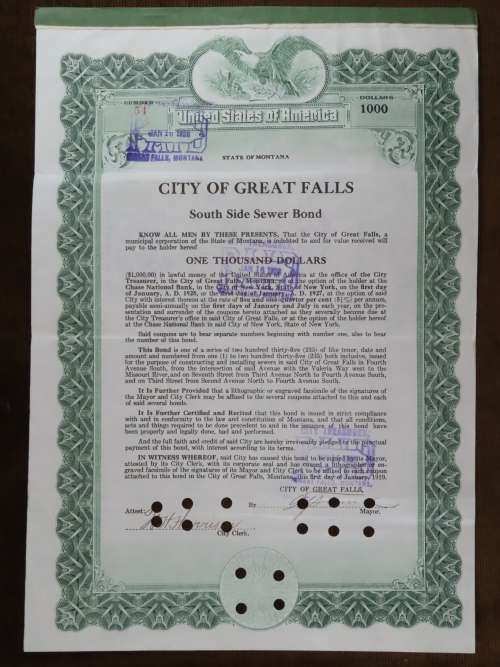 NUMBER
54
DOLLARS
1000
United States of America
JAN 20 1936
GREAT FALLS, MONTANA
STATE OF MONTANA
CITY OF GREAT FALLS
South Side Sewer Bond
KNOW ALL MEN BY THESE PRESENTS, That the City of Great Falls, a
municipal corporation of the State of Montana, is indebted to and for value received will
pay to the holder hereof
ONE THOUSAND DOLLARS
($1,000.00) in lawful money of the United States of America at the office of the City
Treasurer, in the City of Great Falls, Montana, or at the option of the holder at the
Chase National Bank, in the City of New York, State of New York, on the first day
of January, A. D. 1939, or the first day of January, A. D. 1927, at the option of said
City with interest thereon at the rate of five and one-quarter per cent (5¼%) per annum,
payable semi-annually on the first days of January and July in each year, on the pre-
sentation and surrender of the coupons hereto attached as they severally become due at
the City Treasurer's office in said City of Great Falls, or at the option of the holder hereof at
the Chase National Bank in said City of New York, State of New York.
Said coupons are to bear separate numbers beginning with number one, also to bear
the number of this bond.
This Bond is one of a series of two hundred thirty-five (235) of like tenor, date and
amount and numbered from one (1) to two hundred thirty-five (235) both inclusive, issued
for the purpose of constructing and installing sewers in said City of Great Falls in Fourth
Avenue South, from the intersection of said Avenue with the Valeria Way west to the
Missouri River, and on Seventh Street from Third Avenue North to Fourth Avenue South,
and on Third Street from Second Avenue North to Fourth Avenue South.
It Is Further Provided that a lithograph or engraved facsimile of the signatures of
the Mayor and City Clerk may be affixed to the several coupons attached to this and each
of said several bonds.
It Is Further Certified and Recited that this bond is issued in strict compliance
with and in conformity to the law and constitution of Montana, and that all conditions,
acts and things required to be done precedent to and in the issuance of this bond have
been properly and legally done, had and performed.
And the full faith and credit of said City are hereby irrevocably pledged to the punctual
payment of this bond, with interest according to its terms.
IN WITNESS WHEREOF, said City has caused this bond to be signed by its Mayor,
attested by its City Clerk, with its corporate seal and has caused a lithograph or en-
graved facsimile of the signatures of its Mayor and City Clerk to be affixed to each coupon
attached to this bond in the City of Great Falls, Montana, this first day of January, 1919.
CITY TREASURER
CITY OF GREAT FALLS,
By
Mayor.
Attest:
City Clerk.